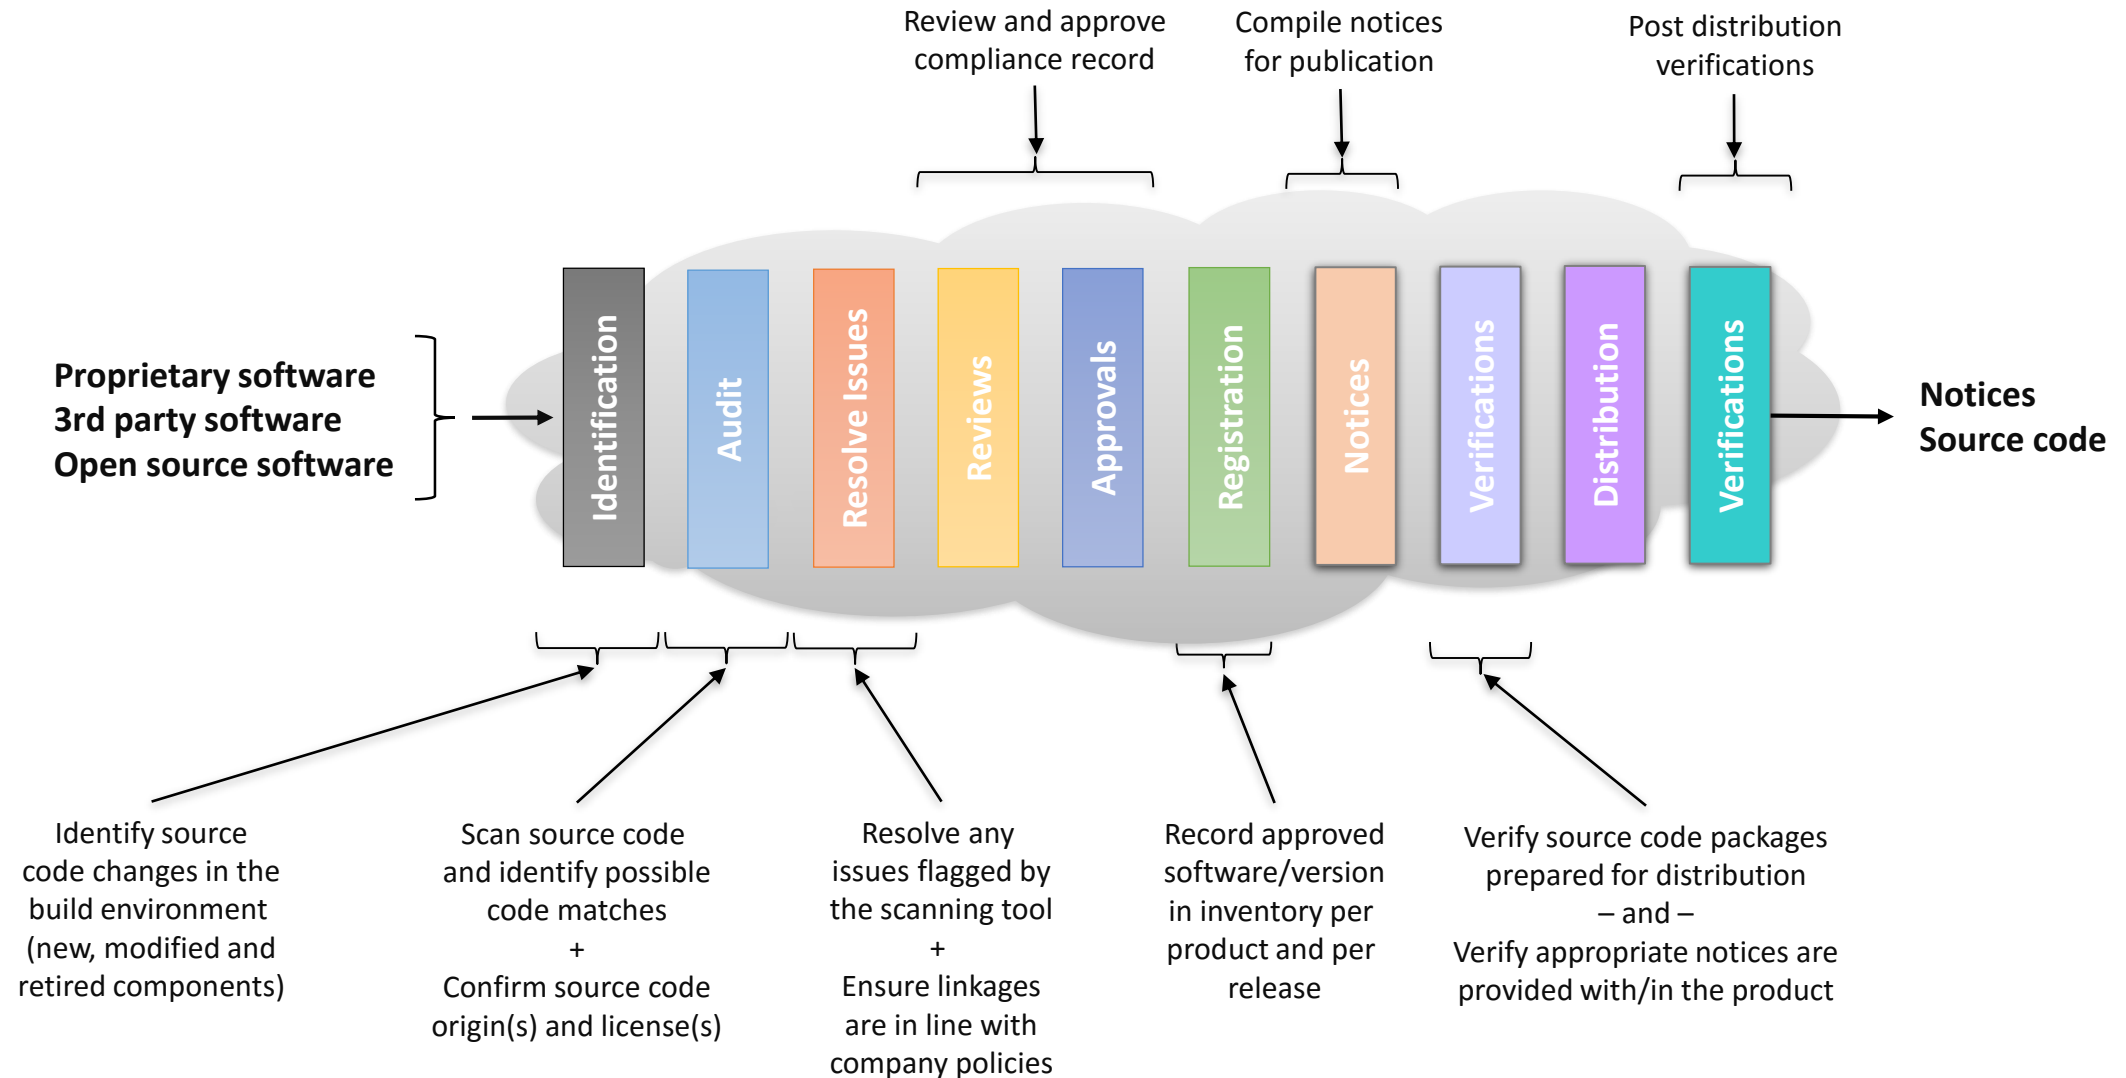 Review and approve
compliance record
Compile notices
for publication
Post distribution
verifications
Proprietary software
3rd party software
Open source software
Identification
Audit
Resolve Issues
Reviews
Approvals
Registration
Notices
Verifications
Distribution
Verifications
Notices
Source code
Identify source
code changes in the
build environment
(new, modified and
retired components)
Scan source code
and identify possible
code matches
+
Confirm source code
origin(s) and license(s)
Resolve any
issues flagged by
the scanning tool
+
Ensure linkages
are in line with
company policies
Record approved
software/version
in inventory per
product and per
release
Verify source code packages
prepared for distribution
– and –
Verify appropriate notices are
provided with/in the product